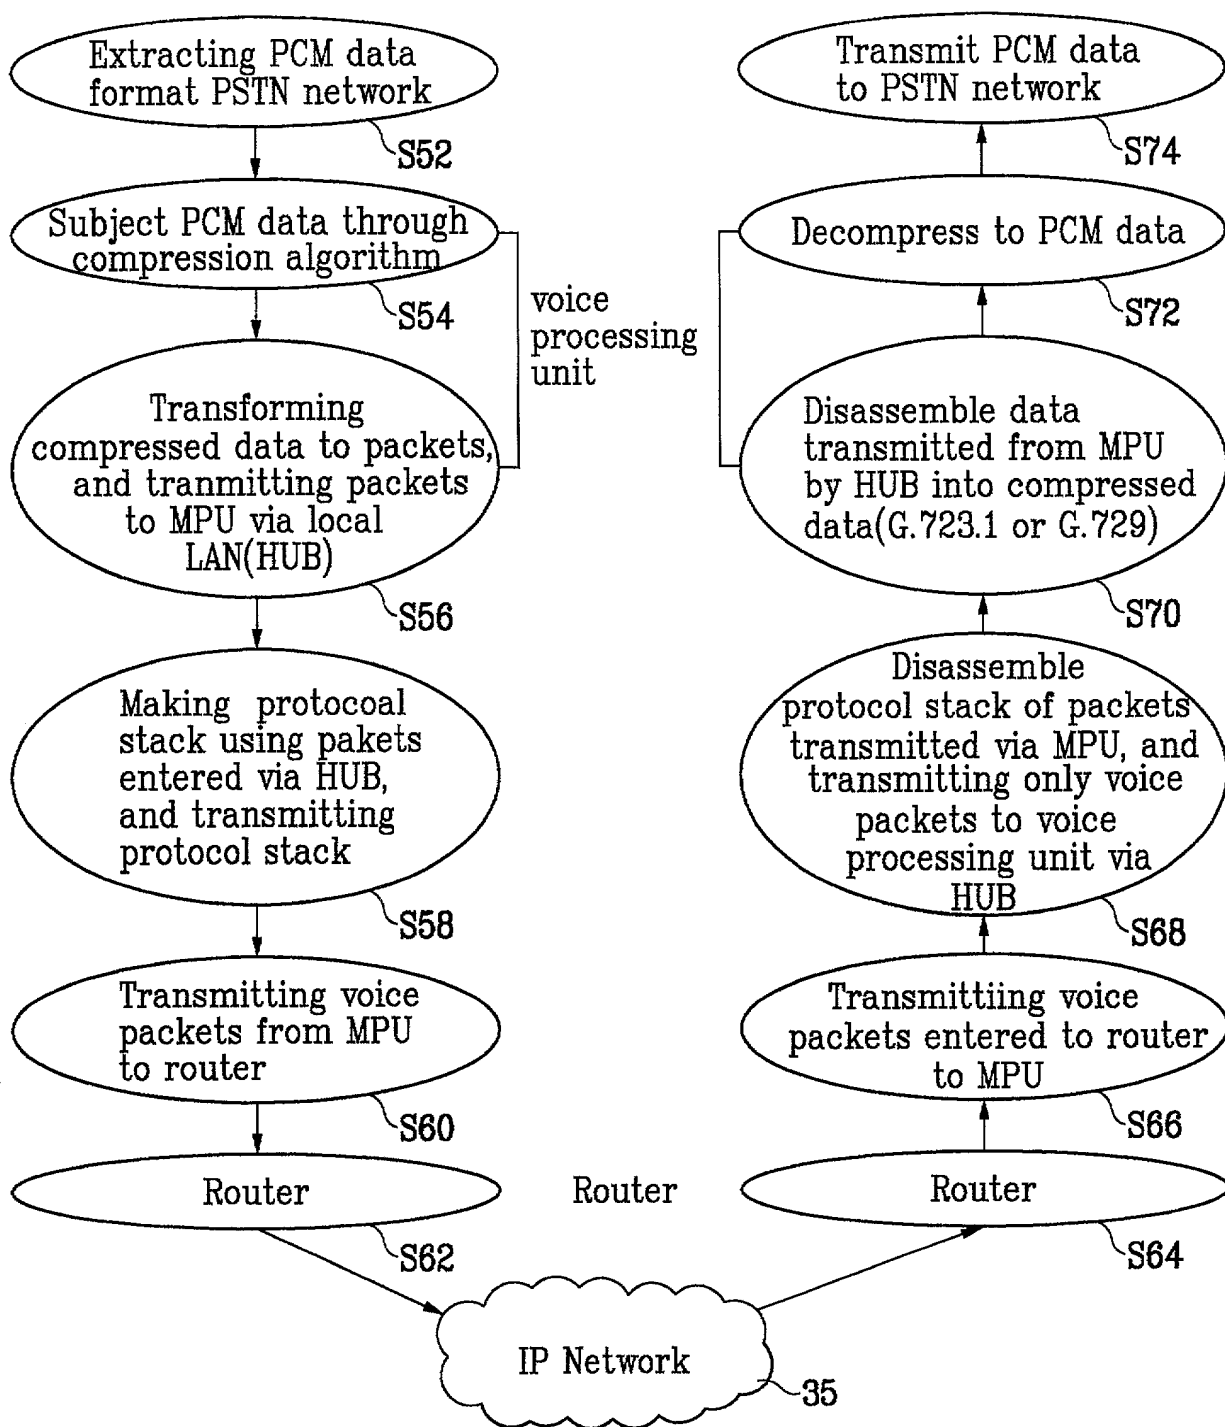 Extracting PCM data
format PSTN network
S52
Subject PCM data through
compression algorithm
S54
voice
processing
unit
Transforming
compressed data to packets,
and tranmitting packets
to MPU via local
LAN(HUB)
S56
Making protocoal
stack using pakets
entered via HUB,
and transmitting
protocol stack
S58
Transmitting voice
packets from MPU
to router
S60
Router
S62
IP Network
35
Router
Router
S64
Transmittiing voice
packets entered to router
to MPU
S66
Disassemble
protocol stack of packets
transmitted via MPU, and
transmitting only voice
packets to voice
processing unit via
HUB
S68
Disassemble data
transmitted from MPU
by HUB into compressed
data(G.723.1 or G.729)
S70
Decompress to PCM data
S72
Transmit PCM data
to PSTN network
S74